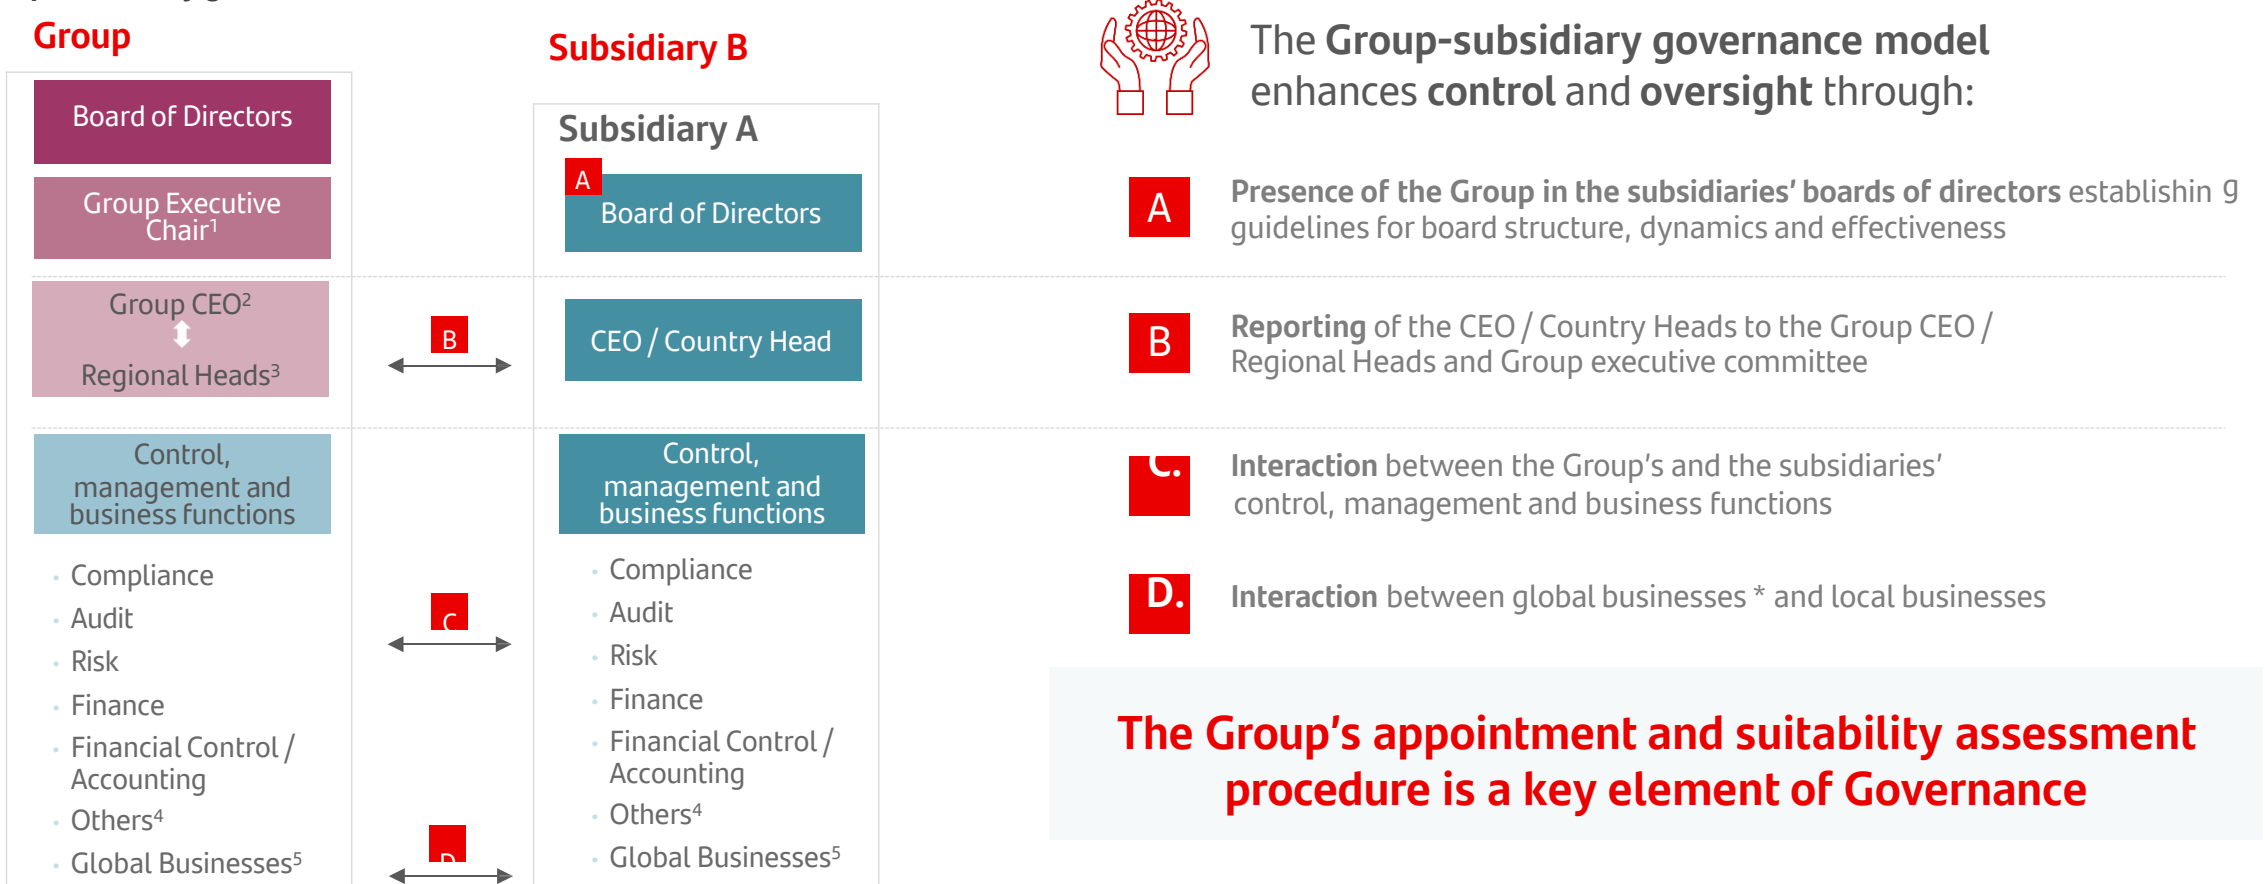 Group
Board of Directors
Group Executive
Chair¹
Group CEO²
Regional Heads³
Control,
management and
business functions
· Compliance
· Audit
· Risk
· Finance
· Financial Control /
Accounting
· Others⁴
· Global Businesses⁵
B
C
D
Subsidiary B
Subsidiary A
A
Board of Directors
CEO / Country Head
Control,
management and
business functions
· Compliance
· Audit
· Risk
· Finance
· Financial Control /
Accounting
· Others⁴
· Global Businesses⁵
The Group-subsidiary governance model
enhances control and oversight through:
A
Presence of the Group in the subsidiaries’ boards of directors establishin g
guidelines for board structure, dynamics and effectiveness
B
Reporting of the CEO / Country Heads to the Group CEO /
Regional Heads and Group executive committee
C.
Interaction between the Group’s and the subsidiaries’
control, management and business functions
D.
Interaction between global businesses * and local businesses
The Group’s appointment and suitability assessment
procedure is a key element of Governance